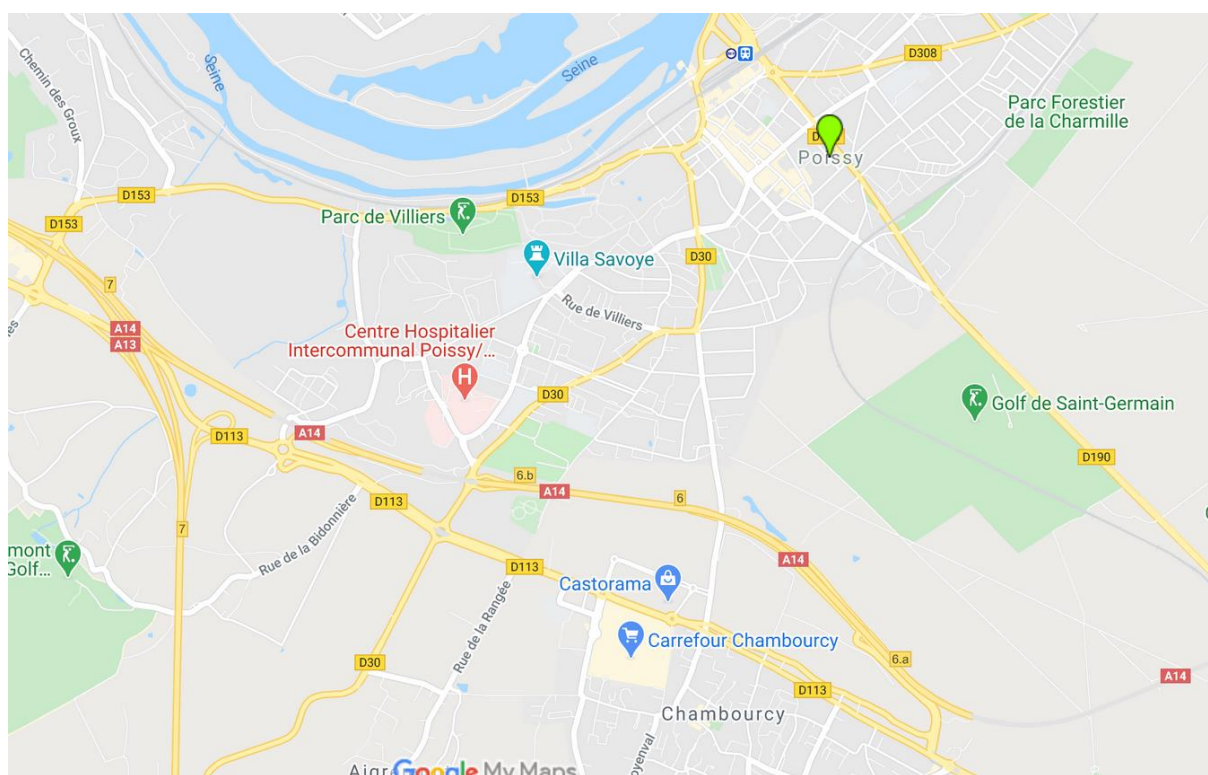 Chemin des Groux
Seine
Seine
D308
Parc Forestier
de la Charmille
Poissy
D153
D153
D153
Parc de Villiers
Villa Savoye
D30
Rue de Villiers
7
A14
A13
Centre Hospitalier
Intercommunal Poissy/...
H
D30
Golf de Saint-Germain
D113
A14
D190
6.b
A14
6
D113
7
Rue de la Bidonnière
A14
mont
Golf...
D113
Castorama
Rue de la Rangée
Carrefour Chambourcy
D30
6.a
A14
D113
Chambourcy
Google My Maps